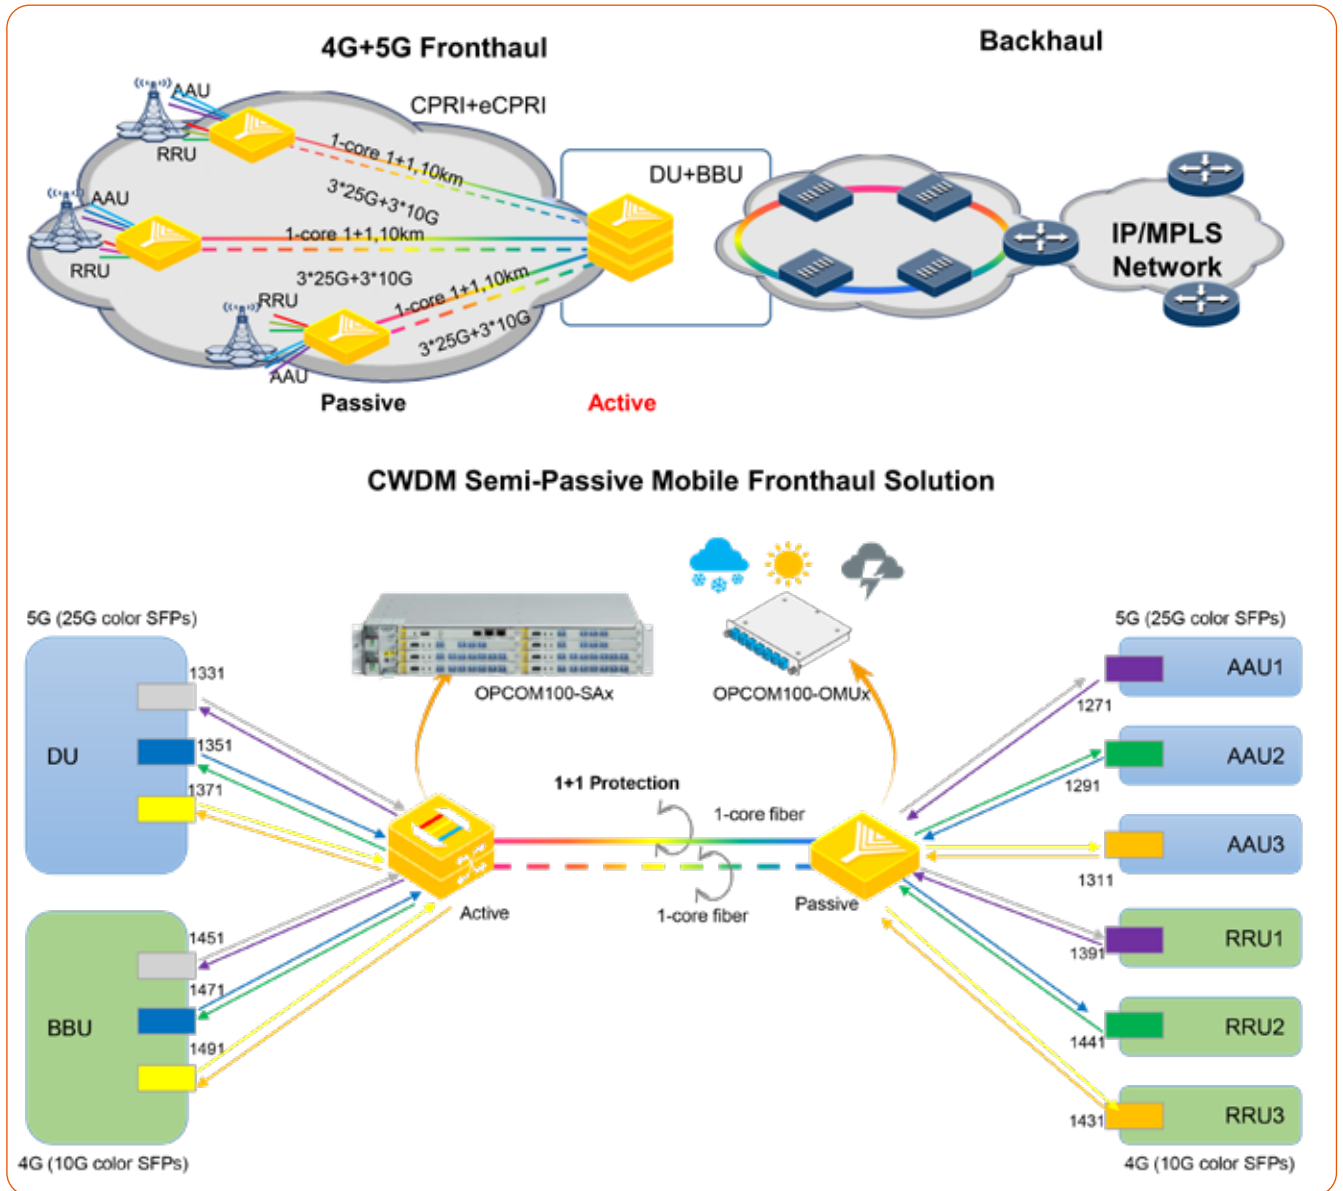 4G+5G Fronthaul
Backhaul
AAU
CPRI+eCPRI
RRU
1-core 1+1,10km
3*25G+3*10G
DU+BBU
AAU
1-core 1+1,10km
RRU
3*25G+3*10G
RRU
1-core 1+1,10km
3*25G+3*10G
AAU
IP/MPLS
Network
Passive
Active
CWDM Semi-Passive Mobile Fronthaul Solution
5G (25G color SFPs)
5G (25G color SFPs)
OPCOM100-SAx
OPCOM100-OMUx
DU
1331
1351
1371
AAU1
1271
AAU2
1291
AAU3
1311
1+1 Protection
1-core fiber
1-core fiber
Active
Passive
BBU
1451
1471
1491
RRU1
1391
RRU2
1441
RRU3
1431
4G (10G color SFPs)
4G (10G color SFPs)